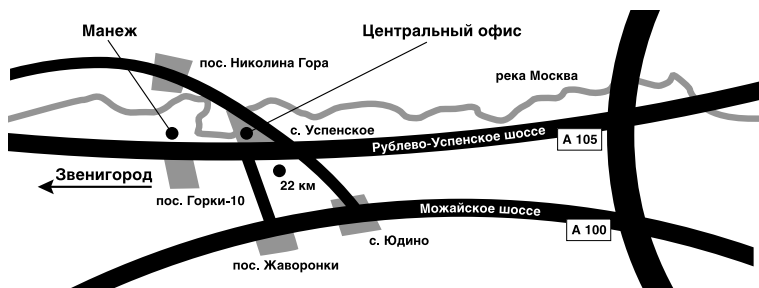 Манеж
Центральный офис
пос. Николина Гора
река Москва
с. Успенское
Рублево-Успенское шоссе
А 105
Звенигород
22 км
пос. Горки-10
Можайское шоссе
А 100
с. Юдино
пос. Жаворонки